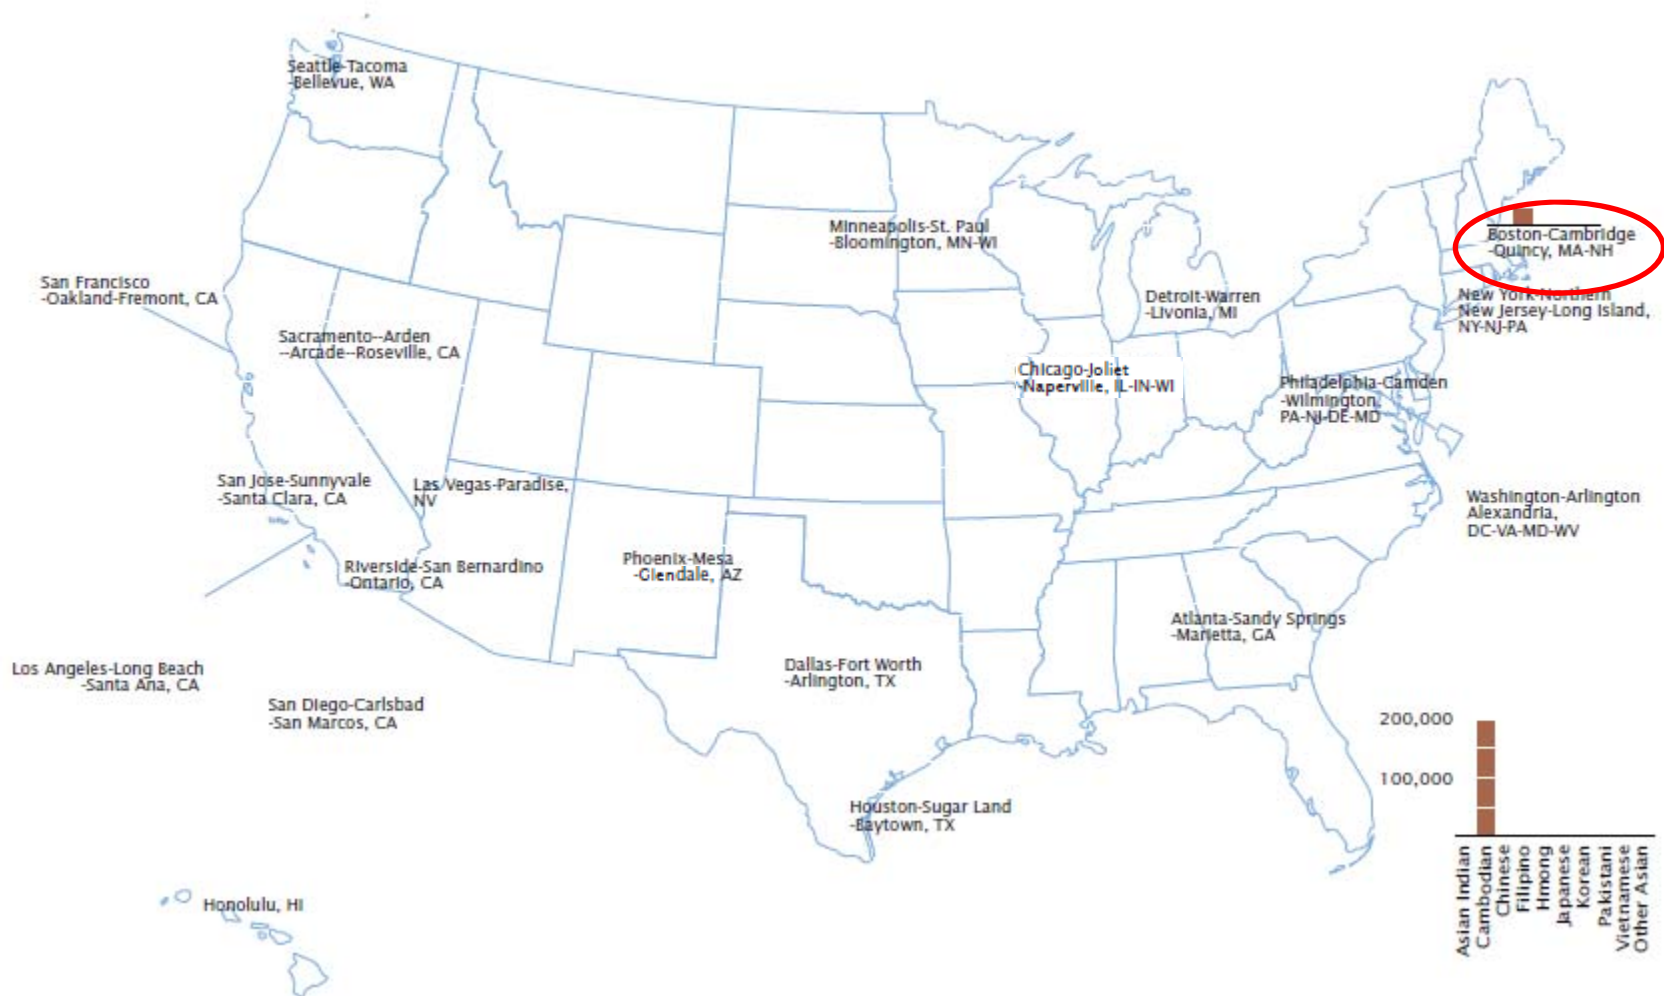 Seattle-Tacoma
-Bellevue, WA
Minneapolis-St. Paul
-Bloomington, MN-WI
Boston-Cambridge
-Quincy, MA-NH
San Francisco
-Oakland-Fremont, CA
Detroit-Warren
-Livonia, MI
New York-Northern
New Jersey-Long Island,
NY-NJ-PA
Sacramento--Arden
--Arcade--Roseville, CA
Chicago-Joliet
-Naperville, IL-IN-WI
Philadelphia-Camden
-Wilmington,
PA-NJ-DE-MD
San Jose-Sunnyvale
-Santa Clara, CA
Las Vegas-Paradise,
NV
Washington-Arlington
Alexandria,
DC-VA-MD-WV
Riverside-San Bernardino
-Ontario, CA
Phoenix-Mesa
-Glendale, AZ
Atlanta-Sandy Springs
-Marietta, GA
Los Angeles-Long Beach
-Santa Ana, CA
Dallas-Fort Worth
-Arlington, TX
San Diego-Carlsbad
-San Marcos, CA
200,000
100,000
Houston-Sugar Land
-Baytown, TX
Honolulu, HI
Asian Indian
Cambodian
Chinese
Filipino
Hmong
Japanese
Korean
Pakistani
Vietnamese
Other Asian